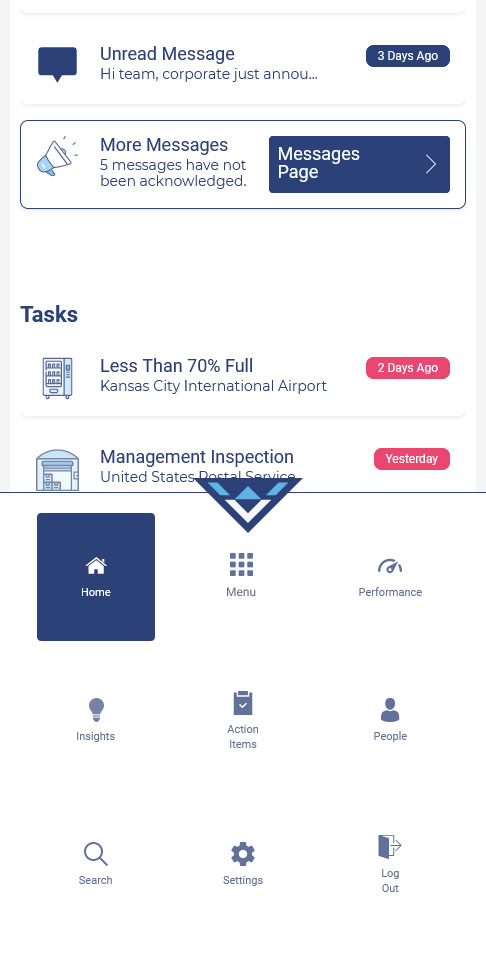 Unread Message
3 Days Ago
Hi team, corporate just annou...
More Messages
5 messages have not
been acknowledged.
Messages
Page
Tasks
Less Than 70% Full
2 Days Ago
Kansas City International Airport
Management Inspection
Yesterday
United States Postal Service
Home
Menu
Performance
Insights
Action
Items
People
Search
Settings
Log
Out